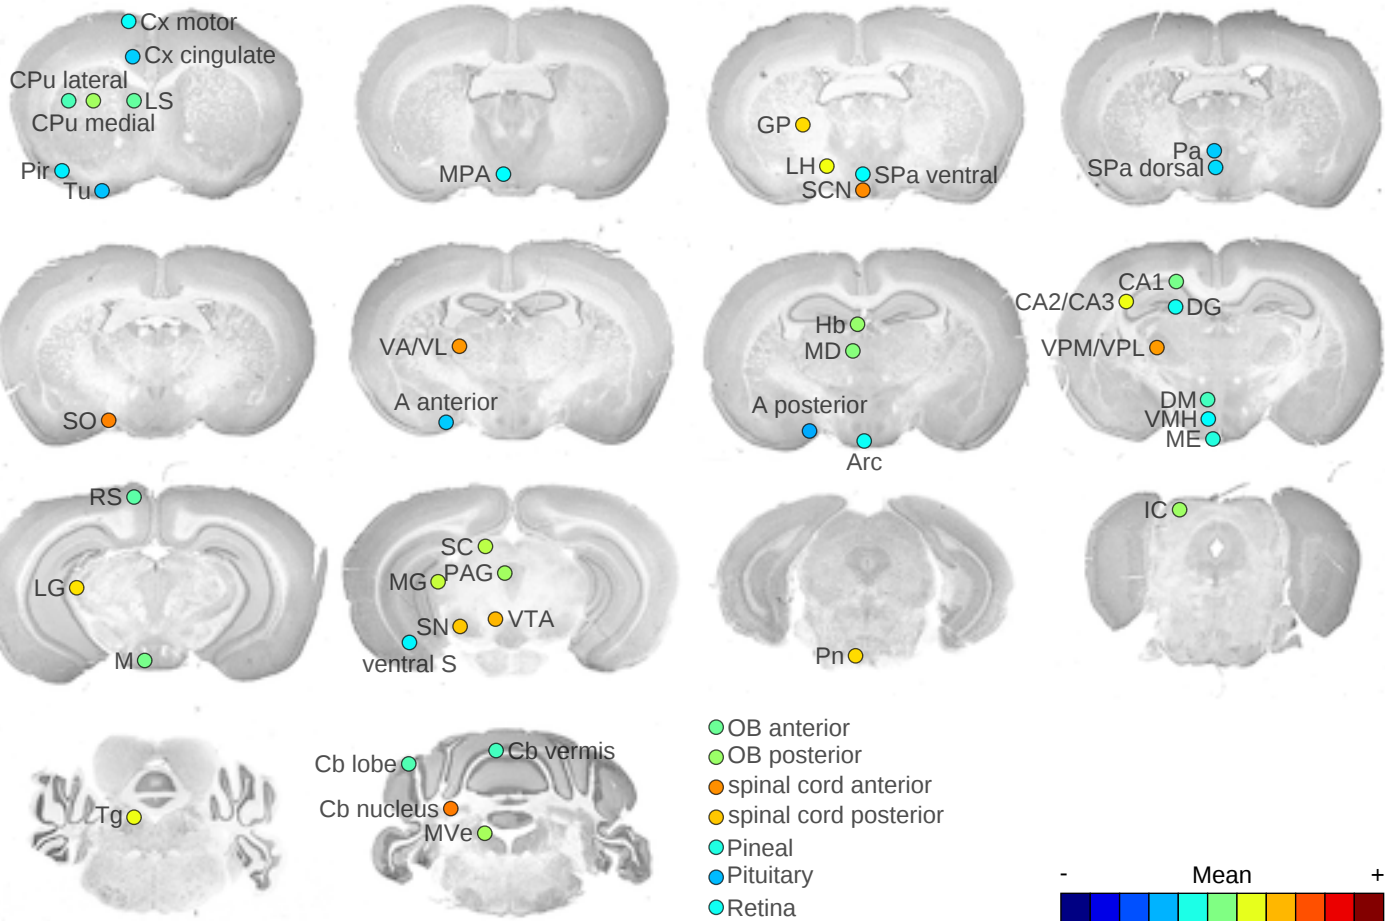 Cx motor
Cx cingulate
CPu lateral
LS
CPu medial
Pir
Tu
MPA
GP
LH
SPa ventral
SCN
Pa
SPa dorsal
SO
VA/VL
A anterior
Hb
MD
A posterior
Arc
CA1
CA2/CA3
DG
VPM/VPL
DM
VMH
ME
RS
LG
M
SC
PAG
MG
VTA
SN
ventral S
Pn
IC
Tg
Cb vermis
Cb lobe
Cb nucleus
MVe
OB anterior
OB posterior
spinal cord anterior
spinal cord posterior
Pineal
Pituitary
Retina
- Mean +